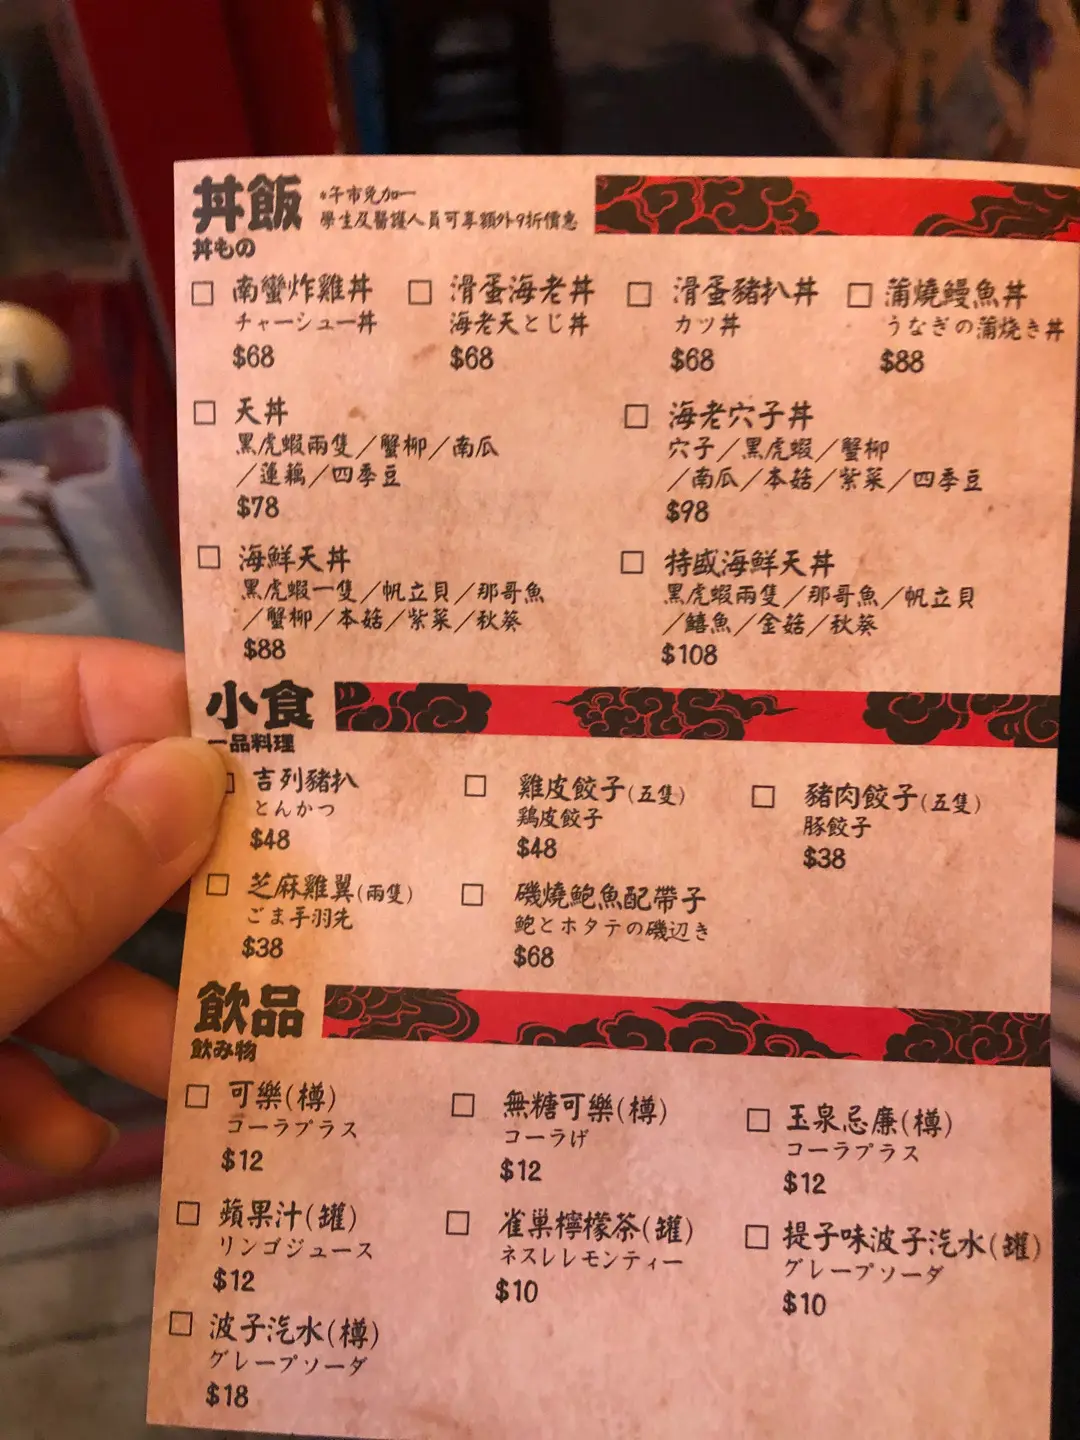 丼飯
*午市免加一
學生及醫護人員可享額外9折價惠
丼もの
南蠻炸雞丼
チャーシュー丼
$68
滑蛋海老丼
海老天とじ丼
$68
滑蛋豬扒丼
カツ丼
$68
蒲燒鰻魚丼
うなぎの蒲焼き丼
$88
天丼
黑虎蝦兩隻／蟹柳／南瓜
／蓮藕／四季豆
$78
海老穴子丼
穴子／黑虎蝦／蟹柳
／南瓜／本菇／紫菜／四季豆
$98
海鮮天丼
黑虎蝦一隻／帆立貝／那哥魚
／蟹柳／本菇／紫菜／秋葵
$88
特盛海鮮天丼
黑虎蝦兩隻／那哥魚／帆立貝
／鱚魚／金菇／秋葵
$108
小食
一品料理
吉列豬扒
とんかつ
$48
雞皮餃子(五隻)
鶏皮餃子
$48
豬肉餃子(五隻)
豚餃子
$38
芝麻雞翼(兩隻)
ごま手羽先
$38
磯燒鮑魚配帶子
鮑とホタテの磯辺き
$68
飲品
飲み物
可樂(樽)
コーラプラス
$12
無糖可樂(樽)
コーラげ
$12
玉泉忌廉(樽)
コーラプラス
$12
蘋果汁(罐)
リンゴジュース
$12
雀巢檸檬茶(罐)
ネスレレモンティー
$10
提子味波子汽水(罐)
グレープソーダ
$10
波子汽水(樽)
グレープソーダ
$18